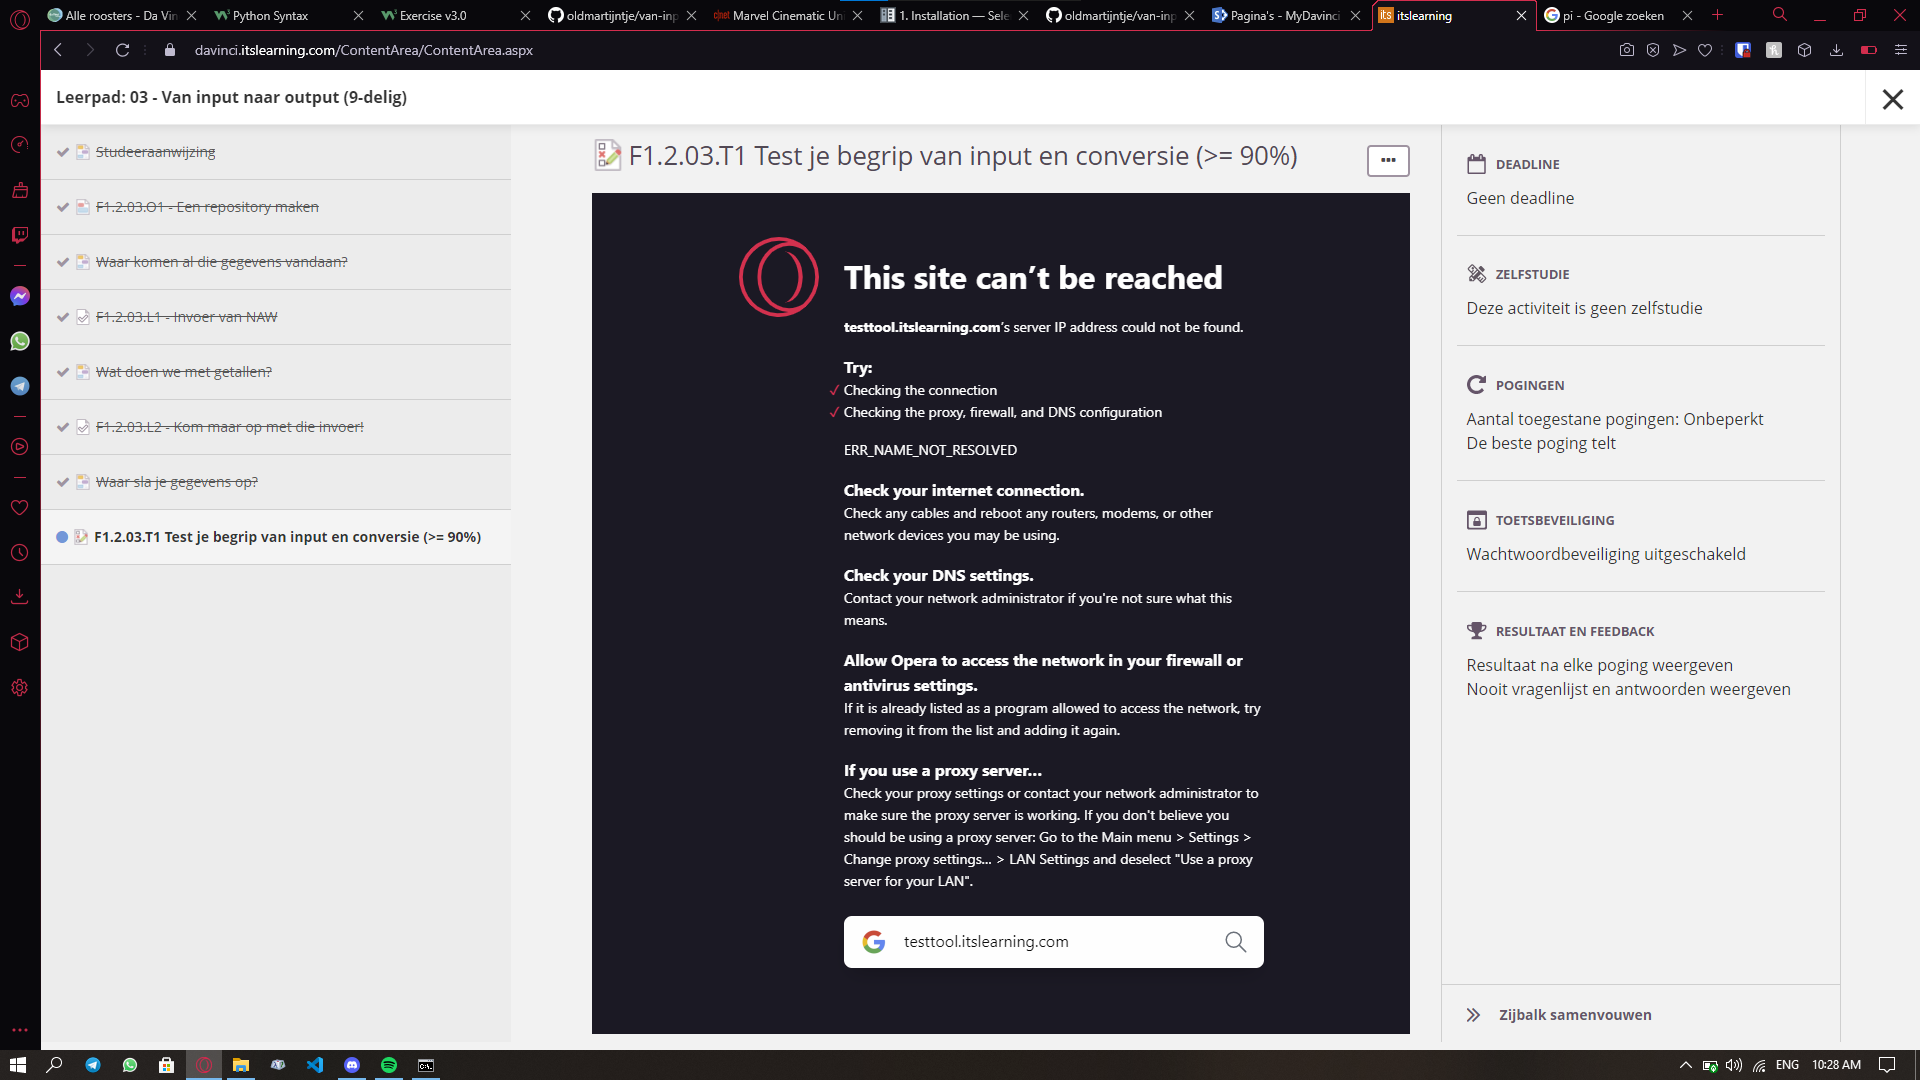 Alle roosters - Da Vin
Python Syntax
Exercise v3.0
oldmartijntje/van-inp
cnet Marvel Cinematic Uni
1. Installation — Sele
oldmartijntje/van-inp
Pagina's - MyDavinci
its itslearning
pi - Google zoeken
davinci.itslearning.com/ContentArea/ContentArea.aspx
Leerpad: 03 - Van input naar output (9-delig)
Studeeraanwijzing
F1.2.03.O1 - Een repository maken
Waar komen al die gegevens vandaan?
F1.2.03.L1 - Invoer van NAW
Wat doen we met getallen?
F1.2.03.L2 - Kom maar op met die invoer!
Waar sla je gegevens op?
F1.2.03.T1 Test je begrip van input en conversie (>= 90%)
F1.2.03.T1 Test je begrip van input en conversie (>= 90%)
This site can’t be reached
testtool.itslearning.com’s server IP address could not be found.
Try:
Checking the connection
Checking the proxy, firewall, and DNS configuration
ERR_NAME_NOT_RESOLVED
Check your internet connection.
Check any cables and reboot any routers, modems, or other
network devices you may be using.
Check your DNS settings.
Contact your network administrator if you're not sure what this
means.
Allow Opera to access the network in your firewall or
antivirus settings.
If it is already listed as a program allowed to access the network, try
removing it from the list and adding it again.
If you use a proxy server...
Check your proxy settings or contact your network administrator to
make sure the proxy server is working. If you don't believe you
should be using a proxy server: Go to the Main menu > Settings >
Change proxy settings... > LAN Settings and deselect "Use a proxy
server for your LAN".
testtool.itslearning.com
DEADLINE
Geen deadline
ZELFSTUDIE
Deze activiteit is geen zelfstudie
POGINGEN
Aantal toegestane pogingen: Onbeperkt
De beste poging telt
TOETSBEVEILIGING
Wachtwoordbeveiliging uitgeschakeld
RESULTAAT EN FEEDBACK
Resultaat na elke poging weergeven
Nooit vragenlijst en antwoorden weergeven
Zijbalk samenvouwen
ENG
10:28 AM